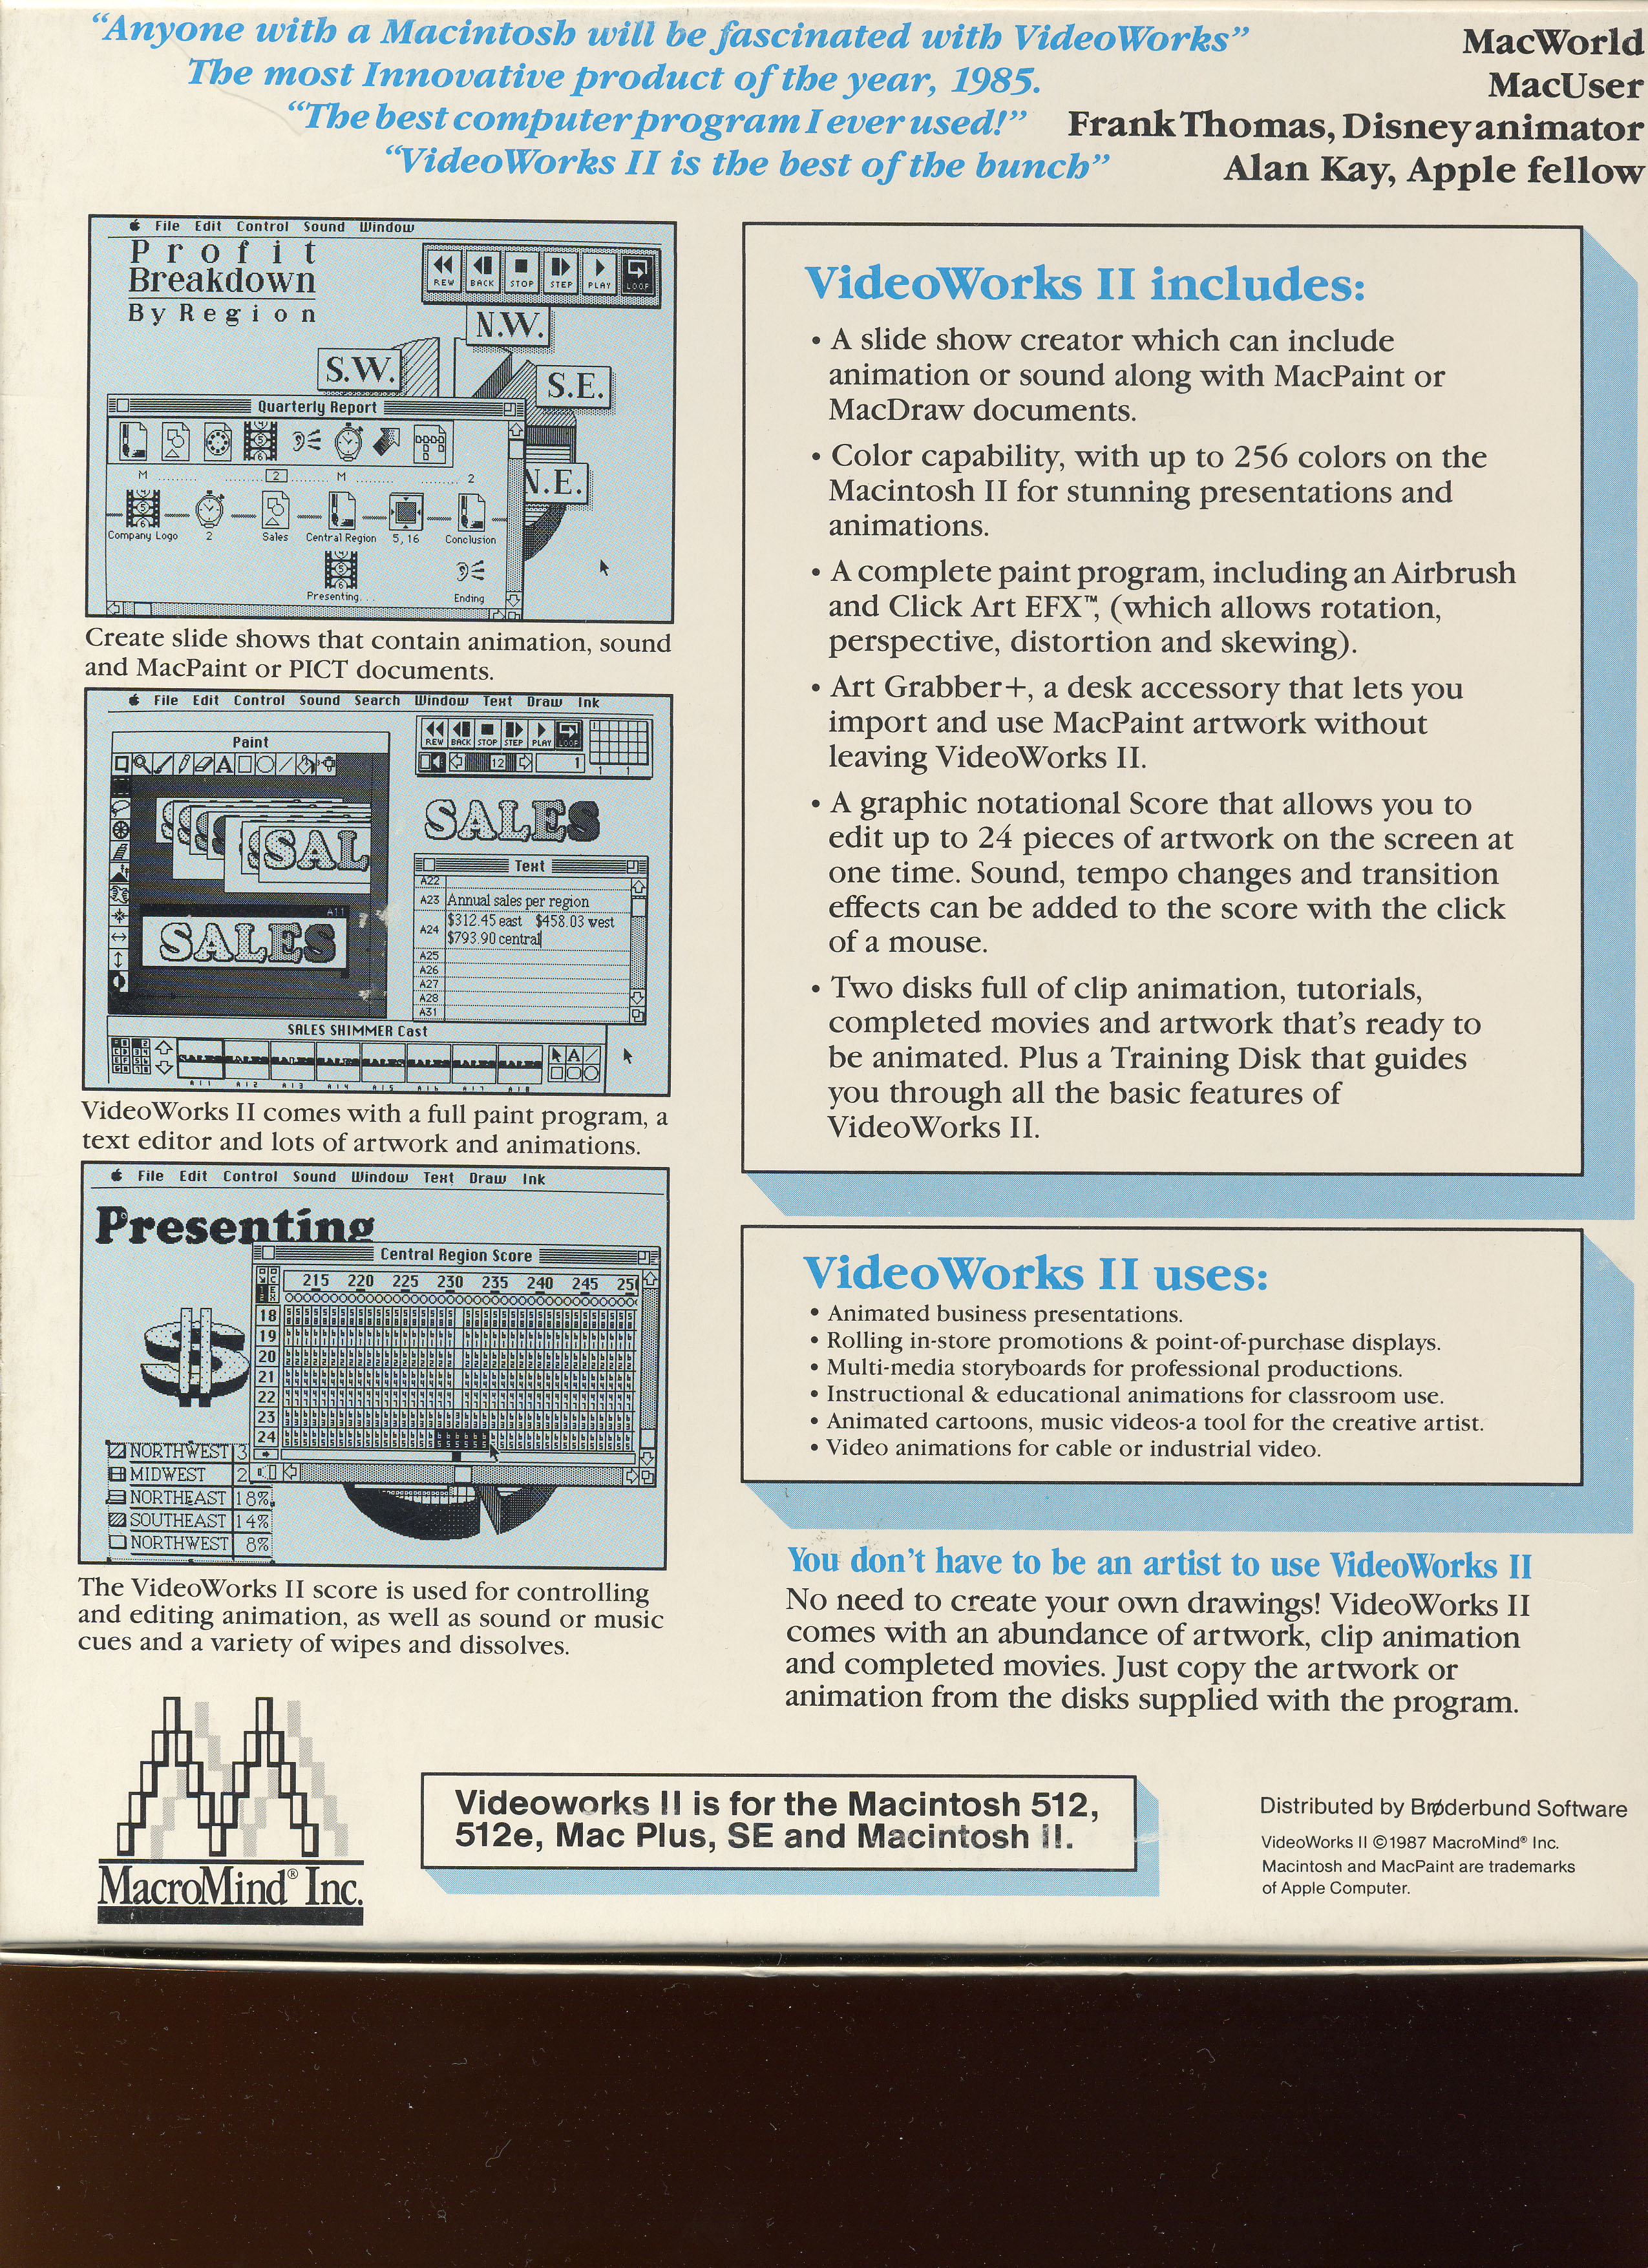 “Anyone with a Macintosh will be fascinated with VideoWorks” MacWorld
The most Innovative product of the year, 1985. MacUser
“The best computer program I ever used!” Frank Thomas, Disney animator
“VideoWorks II is the best of the bunch” Alan Kay, Apple fellow
File Edit Control Sound Window
Profit
Breakdown
By Region
REW BACK STOP STEP PLAY LOOP
N.W.
S.W.
S.E.
N.E.
Quarterly Report
M 2 M 2
Company Logo 2 Sales Central Region 5, 16 Conclusion
Presenting... Ending
Create slide shows that contain animation, sound
and MacPaint or PICT documents.
File Edit Control Sound Search Window Text Draw Ink
Paint
REW BACK STOP STEP PLAY LOOP
12 1
1 1
SAL
SALES
A11
SALES
Text
A22
A23 Annual sales per region
A24 $312.45 east $458.03 west
$793.90 central
A25
A26
A27
A28
A31
SALES SHIMMER Cast
A11 A12 A13 A14 A15 A16 A17 A18
VideoWorks II comes with a full paint program, a
text editor and lots of artwork and animations.
File Edit Control Sound Window Text Draw Ink
Presenting
Central Region Score
215 220 225 230 235 240 245 25
18
19
20
21
22
23
24
NORTHWEST 3
MIDWEST 2
NORTHEAST 18%
SOUTHEAST 14%
NORTHWEST 8%
The VideoWorks II score is used for controlling
and editing animation, as well as sound or music
cues and a variety of wipes and dissolves.
VideoWorks II includes:
• A slide show creator which can include
animation or sound along with MacPaint or
MacDraw documents.
• Color capability, with up to 256 colors on the
Macintosh II for stunning presentations and
animations.
• A complete paint program, including an Airbrush
and Click Art EFX™, (which allows rotation,
perspective, distortion and skewing).
• Art Grabber+, a desk accessory that lets you
import and use MacPaint artwork without
leaving VideoWorks II.
• A graphic notational Score that allows you to
edit up to 24 pieces of artwork on the screen at
one time. Sound, tempo changes and transition
effects can be added to the score with the click
of a mouse.
• Two disks full of clip animation, tutorials,
completed movies and artwork that's ready to
be animated. Plus a Training Disk that guides
you through all the basic features of
VideoWorks II.
VideoWorks II uses:
• Animated business presentations.
• Rolling in-store promotions & point-of-purchase displays.
• Multi-media storyboards for professional productions.
• Instructional & educational animations for classroom use.
• Animated cartoons, music videos-a tool for the creative artist.
• Video animations for cable or industrial video.
You don't have to be an artist to use VideoWorks II
No need to create your own drawings! VideoWorks II
comes with an abundance of artwork, clip animation
and completed movies. Just copy the artwork or
animation from the disks supplied with the program.
MacroMind® Inc.
Videoworks II is for the Macintosh 512,
512e, Mac Plus, SE and Macintosh II.
Distributed by Brøderbund Software
VideoWorks II ©1987 MacroMind® Inc.
Macintosh and MacPaint are trademarks
of Apple Computer.